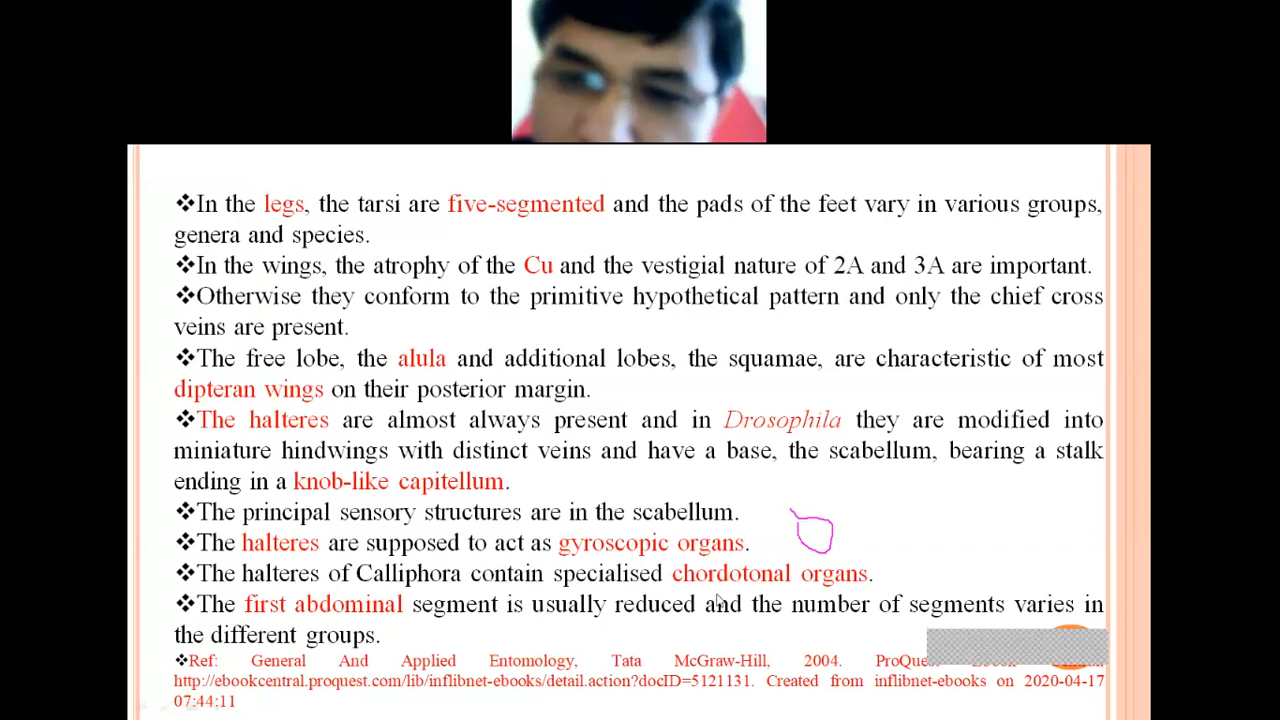 ❖In the legs, the tarsi are five-segmented and the pads of the feet vary in various groups,
genera and species.
❖In the wings, the atrophy of the Cu and the vestigial nature of 2A and 3A are important.
❖Otherwise they conform to the primitive hypothetical pattern and only the chief cross
veins are present.
❖The free lobe, the alula and additional lobes, the squamae, are characteristic of most
dipteran wings on their posterior margin.
❖The halteres are almost always present and in Drosophila they are modified into
miniature hindwings with distinct veins and have a base, the scabellum, bearing a stalk
ending in a knob-like capitellum.
❖The principal sensory structures are in the scabellum.
❖The halteres are supposed to act as gyroscopic organs.
❖The halteres of Calliphora contain specialised chordotonal organs.
❖The first abdominal segment is usually reduced and the number of segments varies in
the different groups.
❖Ref: General And Applied Entomology, Tata McGraw-Hill, 2004.
http://ebookcentral.proquest.com/lib/inflibnet-ebooks/detail.action?docID=5121131. Created from inflibnet-ebooks on 2020-04-17
07:44:11